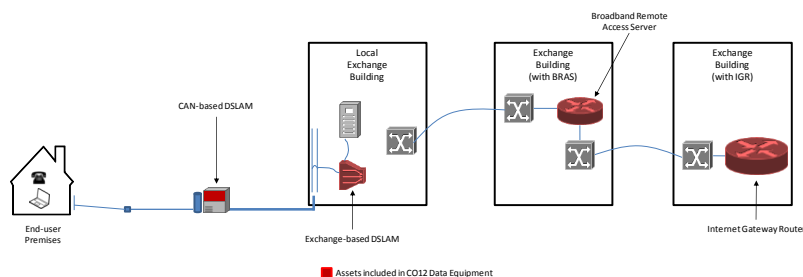 Broadband Remote
Access Server
Local
Exchange
Building
Exchange
Building
(with BRAS)
Exchange
Building
(with IGR)
CAN-based DSLAM
End-user
Premises
Exchange-based DSLAM
Internet Gateway Router
Assets included in CO12 Data Equipment